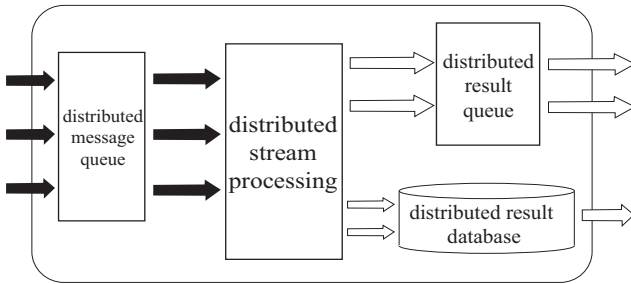 distributed
message
queue
distributed
stream
processing
distributed
result
queue
distributed result
database